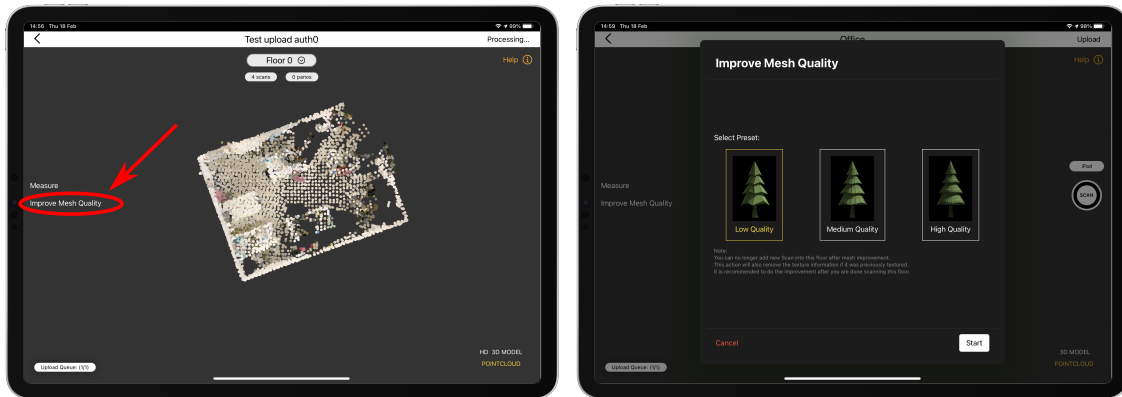 14:56 Thu 18 Feb
99%
Test upload auth0
Processing...
Floor 0
Help
4 scans
0 panos
Measure
Improve Mesh Quality
HD 3D MODEL
POINTCLOUD
Upload Queue: (1/1)
14:59 Thu 18 Feb
98%
Office
Upload
Improve Mesh Quality
Help
Select Preset:
iPad
Measure
Improve Mesh Quality
SCAN
Low Quality
Medium Quality
High Quality
Note:
You can no longer add new Scan into this floor after mesh improvement.
This action will also remove the texture information if it was previously textured.
It is recommended to do the improvement after you are done scanning this floor.
Cancel
Start
3D MODEL
POINTCLOUD
Upload Queue: (1/1)